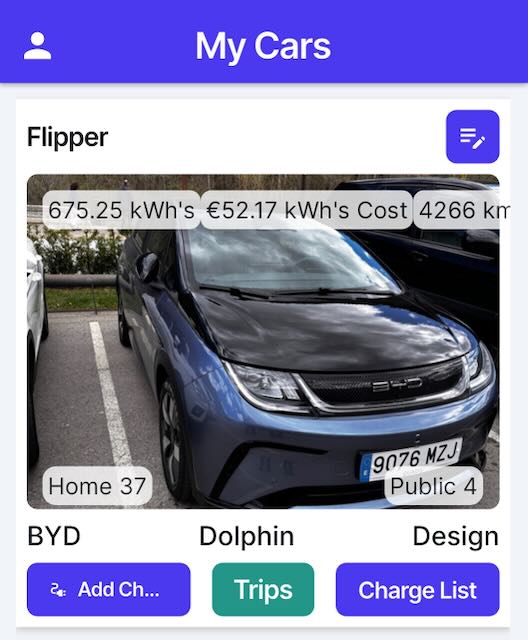 My Cars
Flipper
675.25 kWh's €52.17 kWh's Cost 4266 km
BYD
9076 MZJ
Home 37 Public 4
BYD Dolphin Design
Add Ch... Trips Charge List